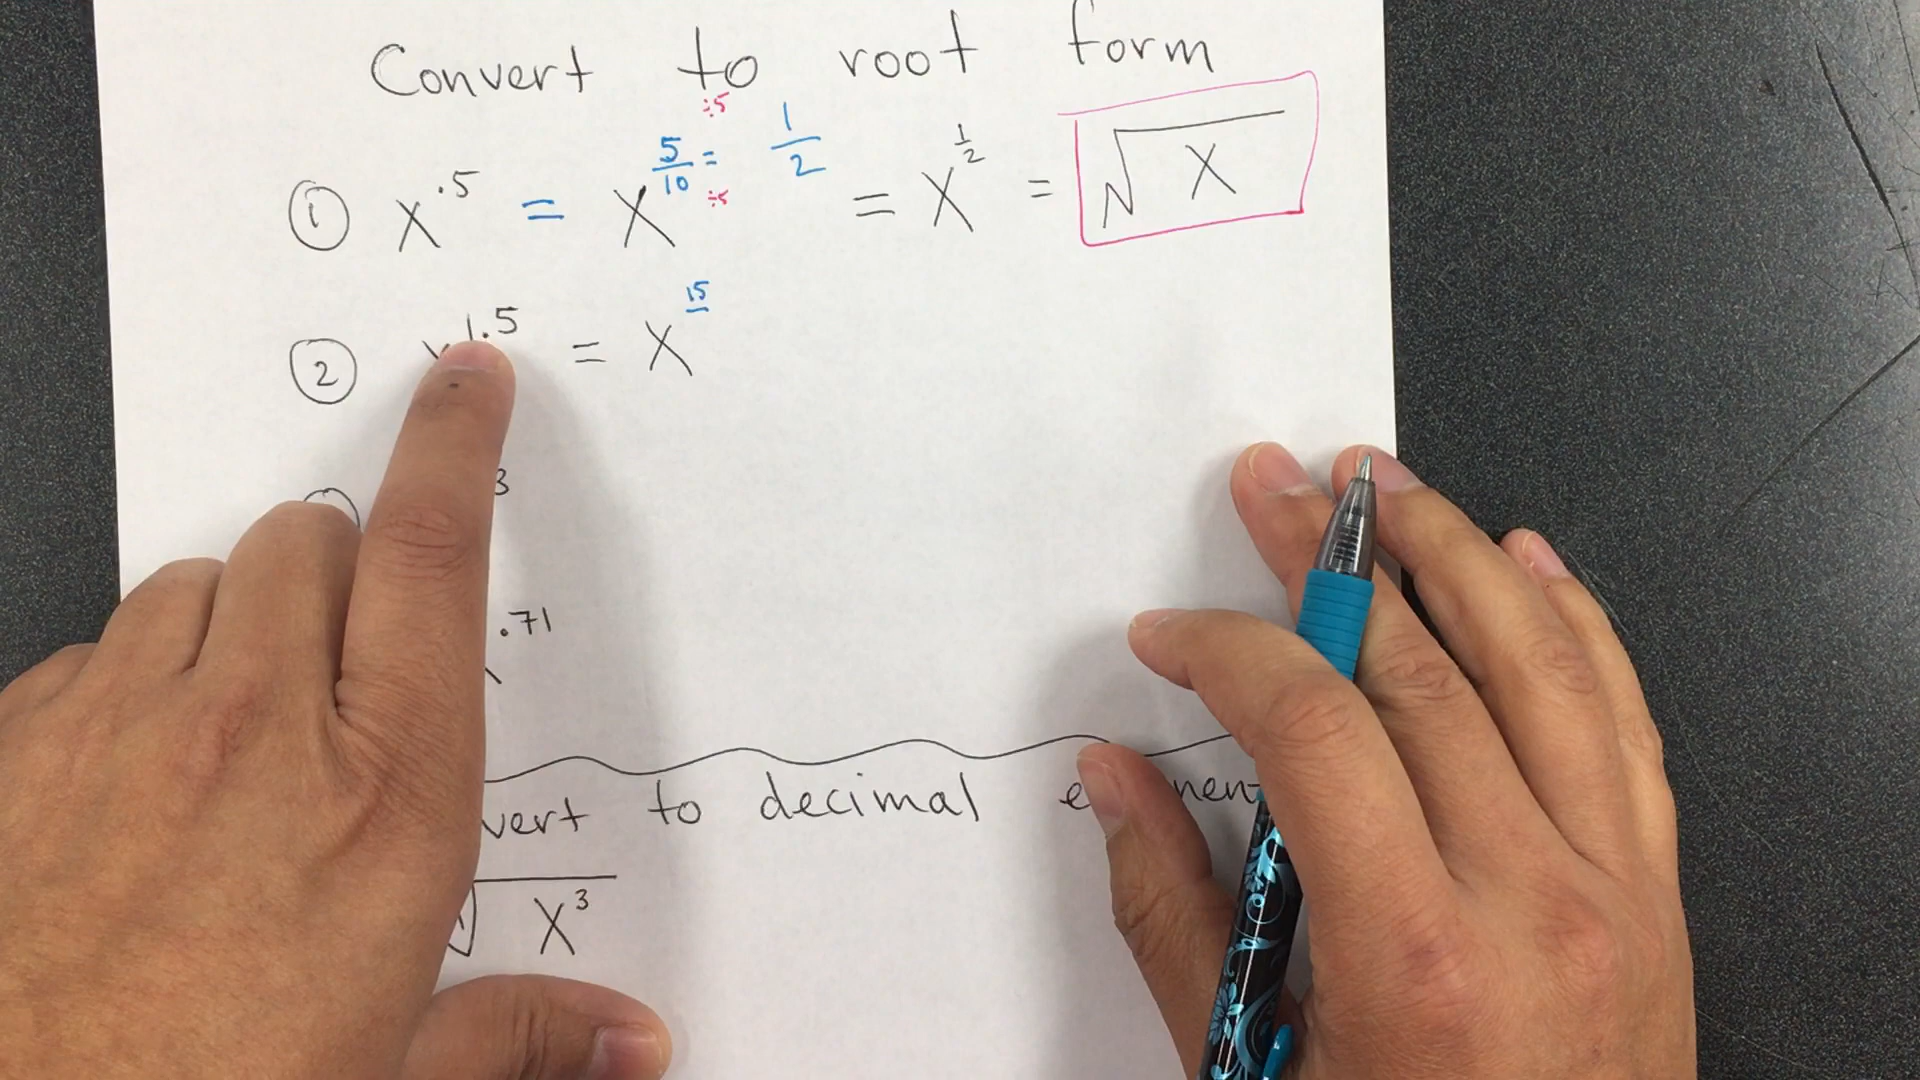 Convert to root form
① x^.5 = x^(5/10) ÷5 ÷5 = 1/2 = x^(1/2) = √x
② x^1.5 = x^15
3
.71
vert to decimal
√x^3